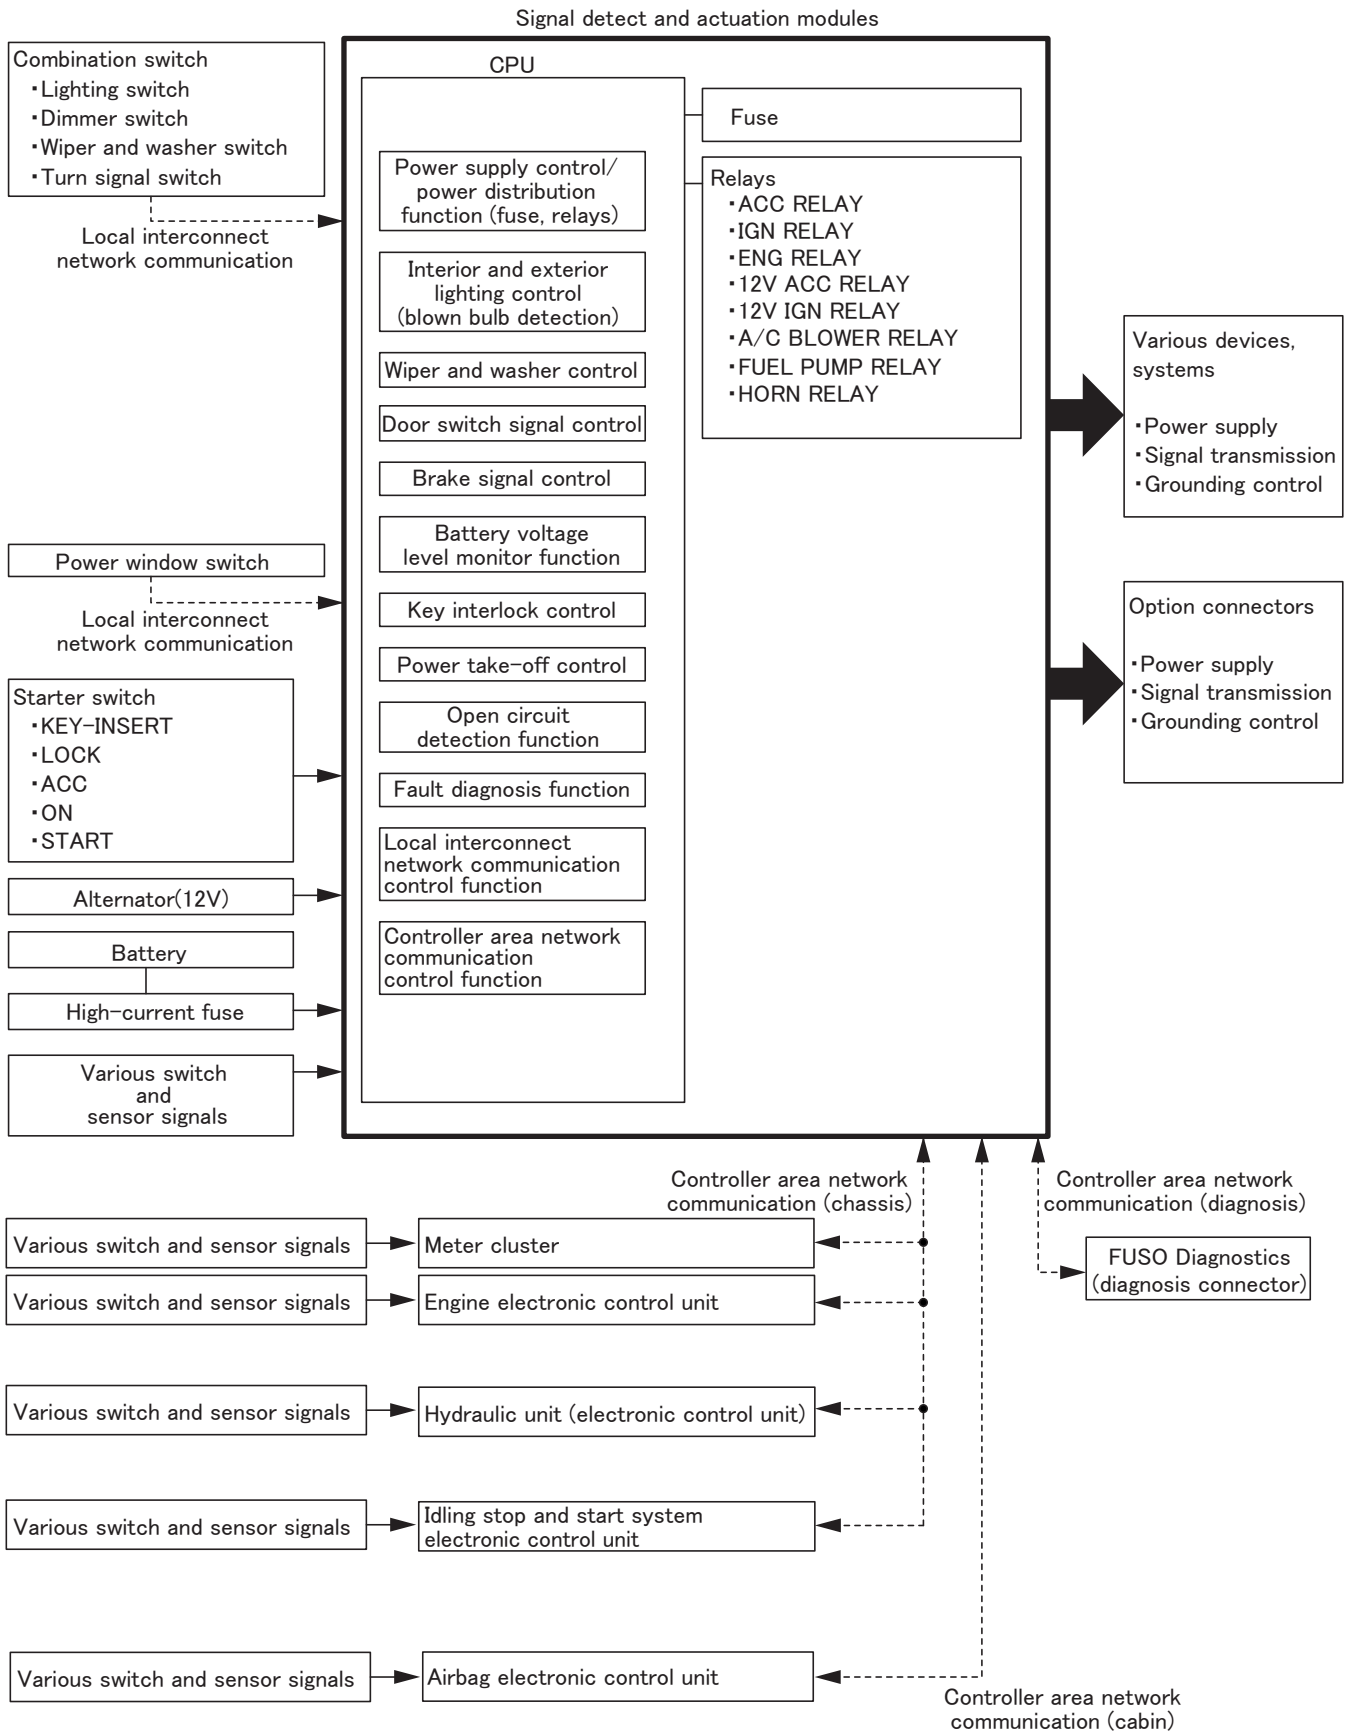 Signal detect and actuation modules
Combination switch
・Lighting switch
・Dimmer switch
・Wiper and washer switch
・Turn signal switch
Local interconnect
network communication
Power window switch
Local interconnect
network communication
Starter switch
・KEY-INSERT
・LOCK
・ACC
・ON
・START
Alternator(12V)
Battery
High-current fuse
Various switch
and
sensor signals
CPU
Power supply control/
power distribution
function (fuse, relays)
Interior and exterior
lighting control
(blown bulb detection)
Wiper and washer control
Door switch signal control
Brake signal control
Battery voltage
level monitor function
Key interlock control
Power take-off control
Open circuit
detection function
Fault diagnosis function
Local interconnect
network communication
control function
Controller area network
communication
control function
Fuse
Relays
・ACC RELAY
・IGN RELAY
・ENG RELAY
・12V ACC RELAY
・12V IGN RELAY
・A/C BLOWER RELAY
・FUEL PUMP RELAY
・HORN RELAY
Various devices,
systems
・Power supply
・Signal transmission
・Grounding control
Option connectors
・Power supply
・Signal transmission
・Grounding control
Controller area network
communication (chassis)
Controller area network
communication (diagnosis)
Various switch and sensor signals
Meter cluster
FUSO Diagnostics
(diagnosis connector)
Various switch and sensor signals
Engine electronic control unit
Various switch and sensor signals
Hydraulic unit (electronic control unit)
Various switch and sensor signals
Idling stop and start system
electronic control unit
Various switch and sensor signals
Airbag electronic control unit
Controller area network
communication (cabin)